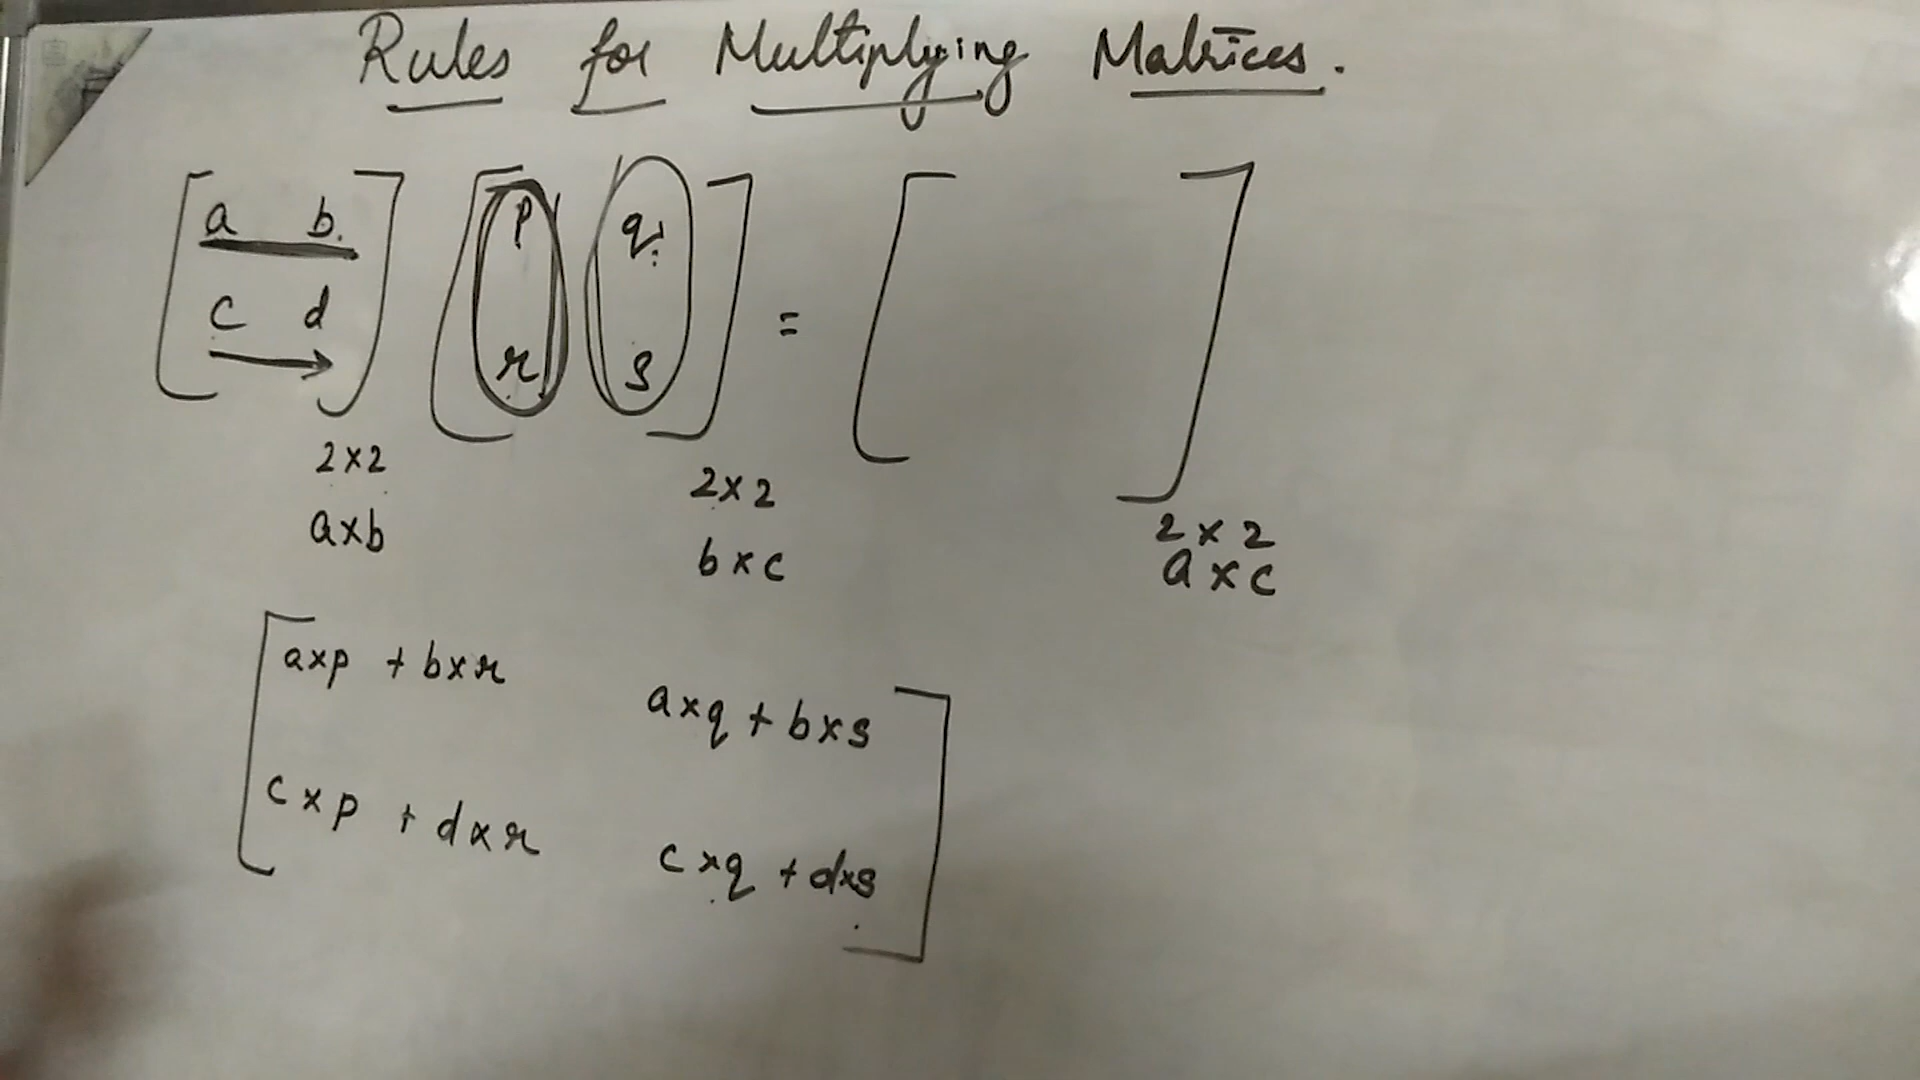 Rules for Multiplying Matrices.
[a b. [p q
c d] r s] = [ ]
2×2 2×2 2×2
a×b b×c a×c
[a×p + b×r a×q + b×s
c×p + d×r c×q + d×s]